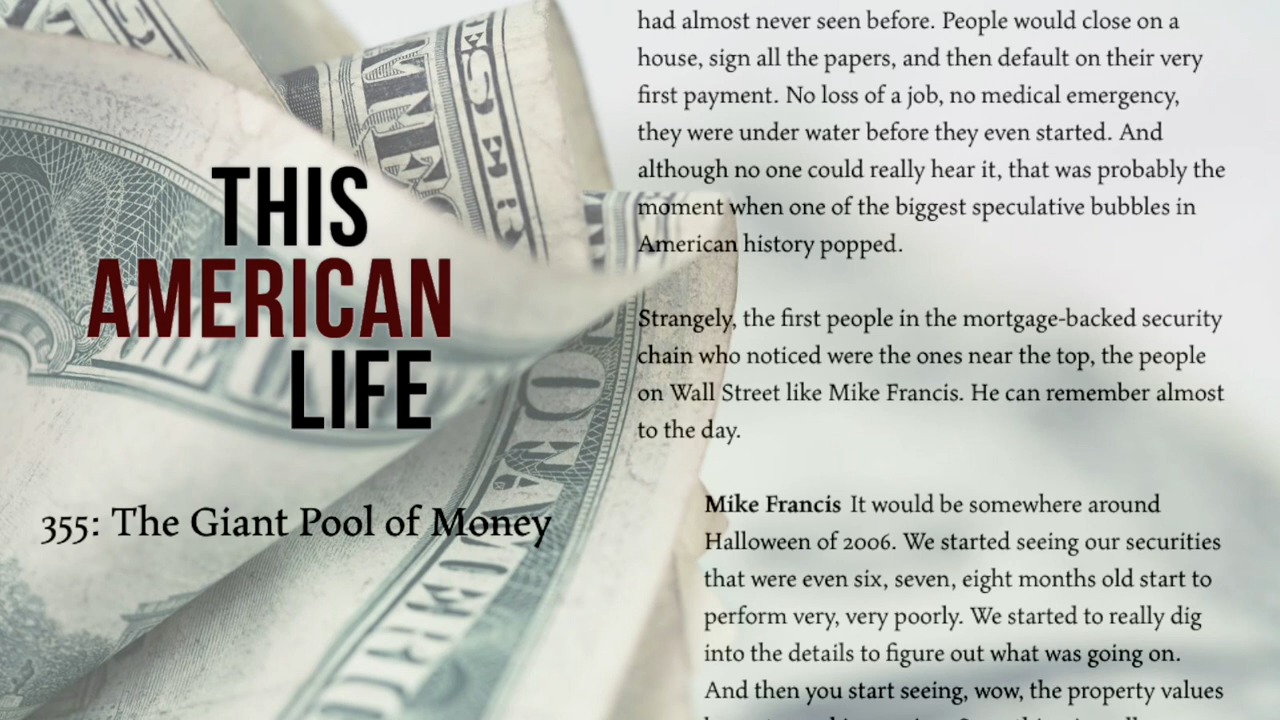 THIS
AMERICAN
LIFE
355: The Giant Pool of Money
had almost never seen before. People would close on a
house, sign all the papers, and then default on their very
first payment. No loss of a job, no medical emergency,
they were under water before they even started. And
although no one could really hear it, that was probably the
moment when one of the biggest speculative bubbles in
American history popped.
Strangely, the first people in the mortgage-backed security
chain who noticed were the ones near the top, the people
on Wall Street like Mike Francis. He can remember almost
to the day.
Mike Francis It would be somewhere around
Halloween of 2006. We started seeing our securities
that were even six, seven, eight months old start to
perform very, very poorly. We started to really dig
into the details to figure out what was going on.
And then you start seeing, wow, the property values